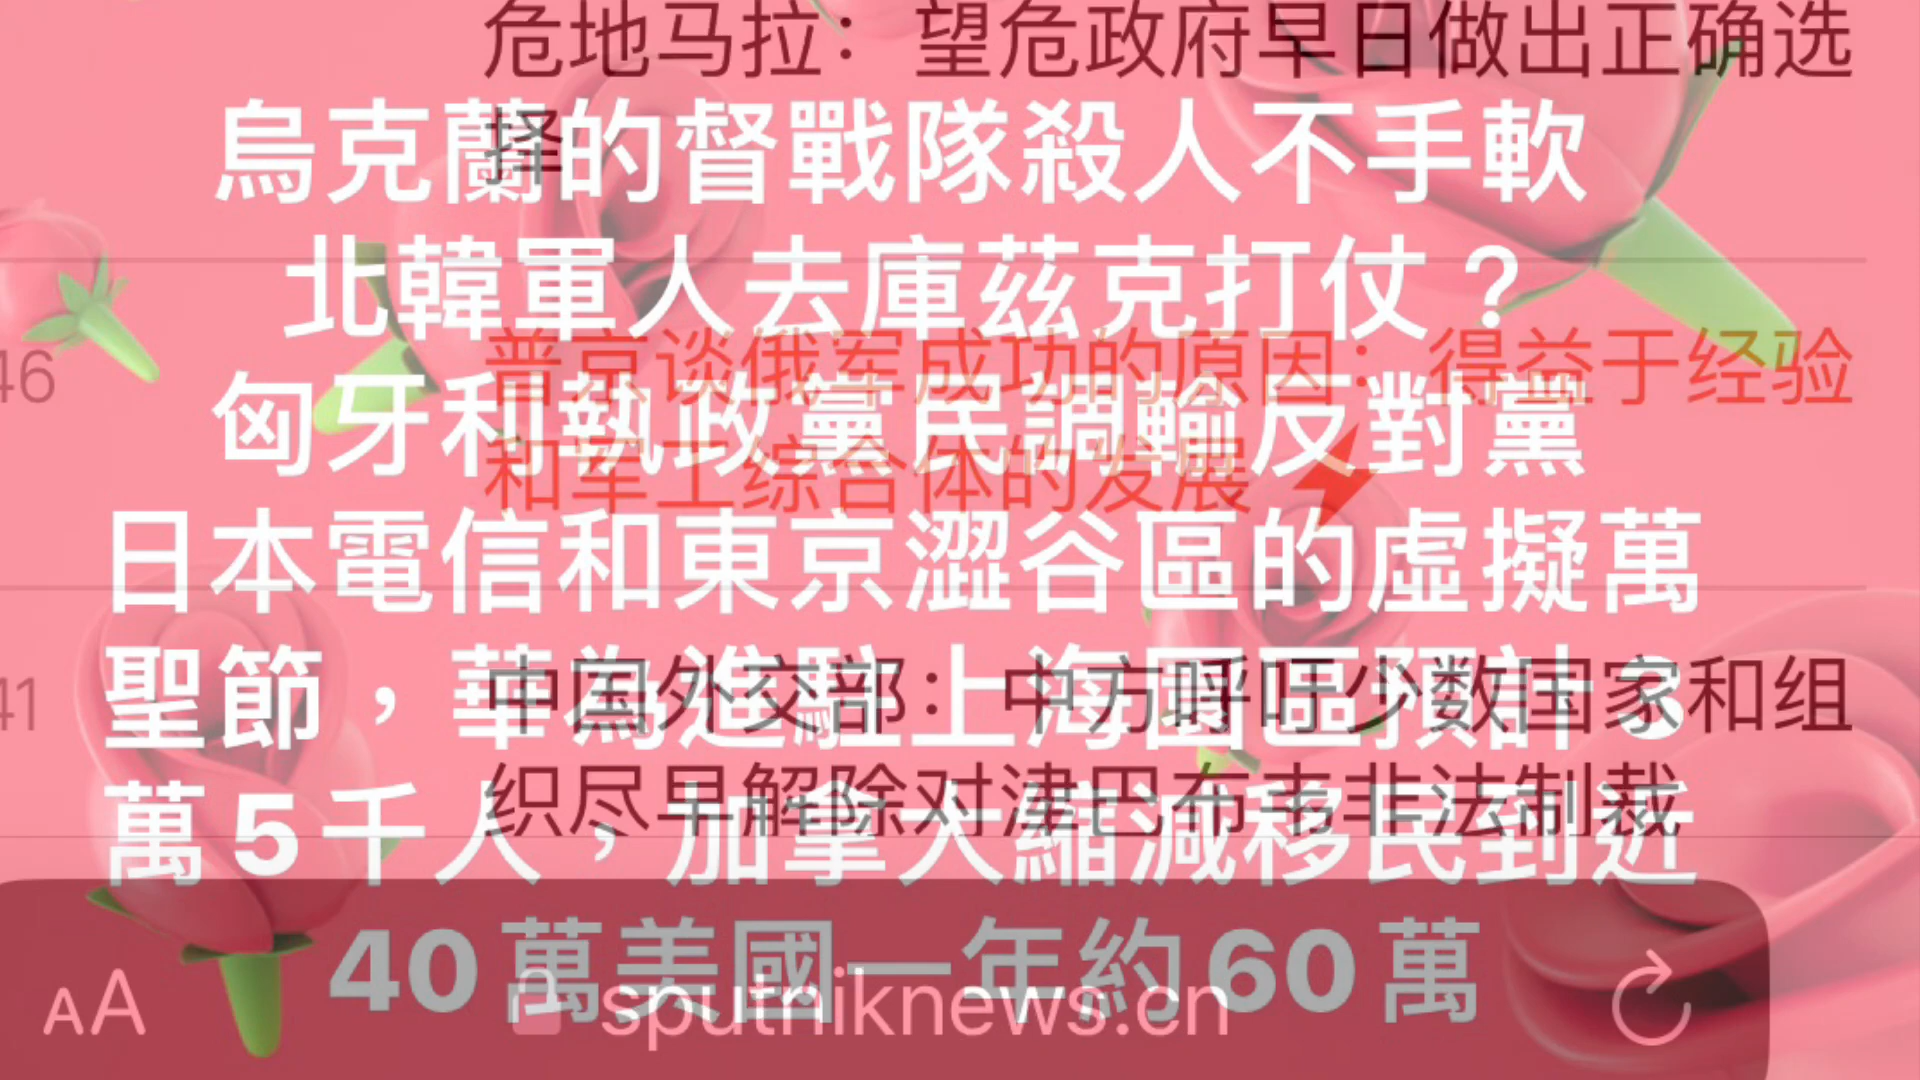 危地马拉：望危政府早日做出正确选
择
烏克蘭的督戰隊殺人不手軟
北韓軍人去庫茲克打仗？
普京谈俄军成功的原因：得益于经验
46
匈牙利執政黨民調輸反對黨
和军工综合体的发展
日本電信和東京澀谷區的虛擬萬
聖節，華為進駐上海園區預計3
中国外交部：中方呼吁少数国家和组
41
织尽早解除对津巴布韦非法制裁
萬5千人，加拿大縮減移民到近
40萬美國一年約60萬
AA
sputniknews.cn